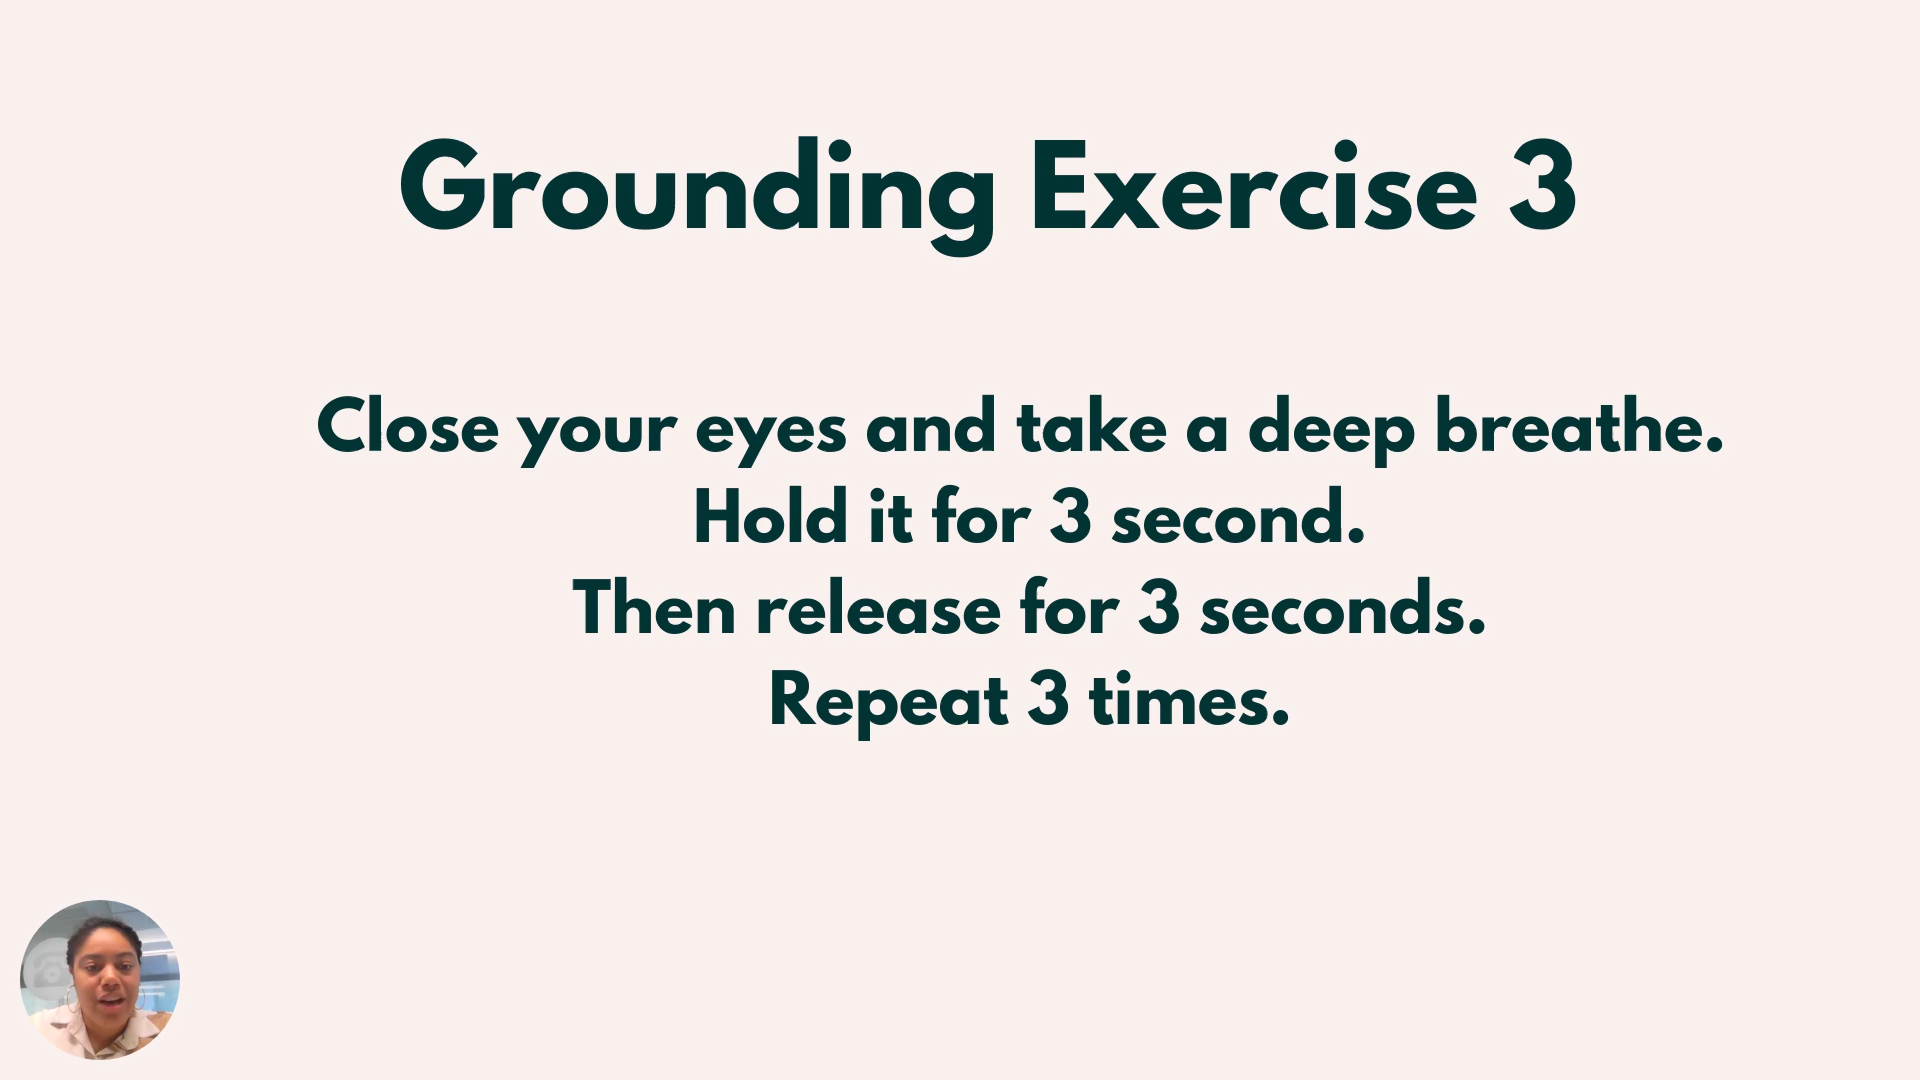 Grounding Exercise 3
Close your eyes and take a deep breathe.
Hold it for 3 second.
Then release for 3 seconds.
Repeat 3 times.